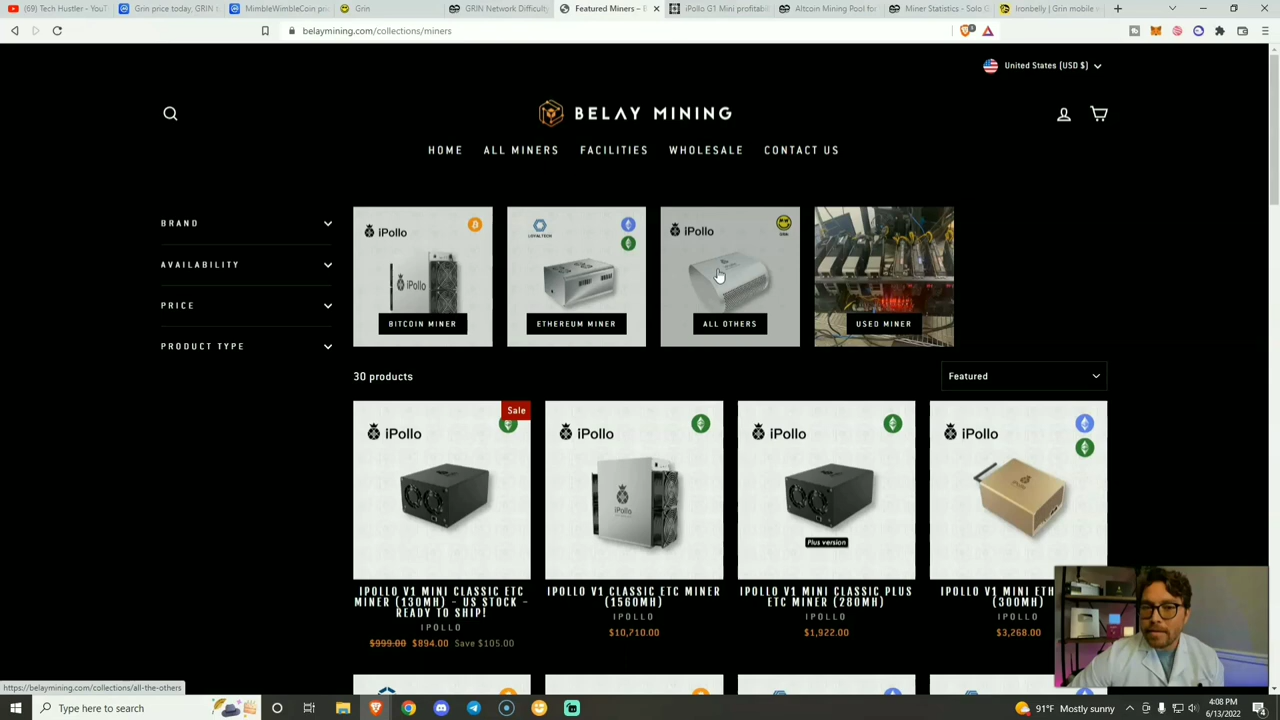 (69) Tech Hustler - YouT
Grin price today, GRIN t
MimbleWimbleCoin pri
Grin
GRIN Network Difficulty
Featured Miners – B
iPollo G1 Mini profitabi
Altcoin Mining Pool for
Miner Statistics - Solo G
Ironbelly | Grin mobile w
belaymining.com/collections/miners
United States (USD $)
BELAY MINING
HOME
ALL MINERS
FACILITIES
WHOLESALE
CONTACT US
BRAND
AVAILABILITY
PRICE
PRODUCT TYPE
iPollo
iPollo
BITCOIN MINER
ETHEREUM MINER
iPollo
ALL OTHERS
USED MINER
30 products
Featured
Sale
iPollo
IPOLLO V1 MINI CLASSIC ETC
MINER (130MH) - US STOCK -
READY TO SHIP!
IPOLLO
$999.00 $894.00 Save $105.00
iPollo
iPollo
IPOLLO V1 CLASSIC ETC MINER
(1560MH)
IPOLLO
$10,710.00
iPollo
Plus version
IPOLLO V1 MINI CLASSIC PLUS
ETC MINER (280MH)
IPOLLO
$1,922.00
iPollo
IPOLLO V1 MINI ETH
(300MH)
IPOLLO
$3,268.00
https://belaymining.com/collections/all-the-others
Type here to search
91°F Mostly sunny
4:08 PM
6/13/2022